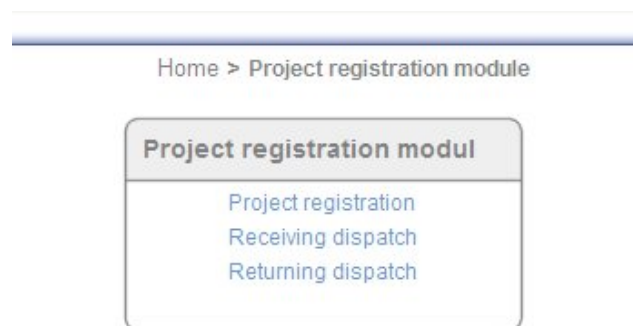 Home > Project registration module
Project registration modul
Project registration
Receiving dispatch
Returning dispatch